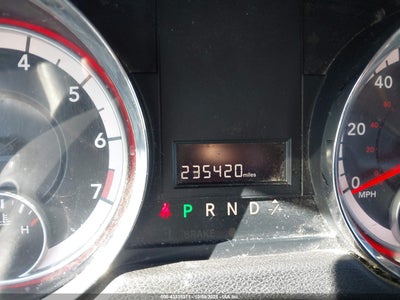 4
5
6
7
H
235420 miles
P R N D -/+
BRAKE
40
20
0
MPH